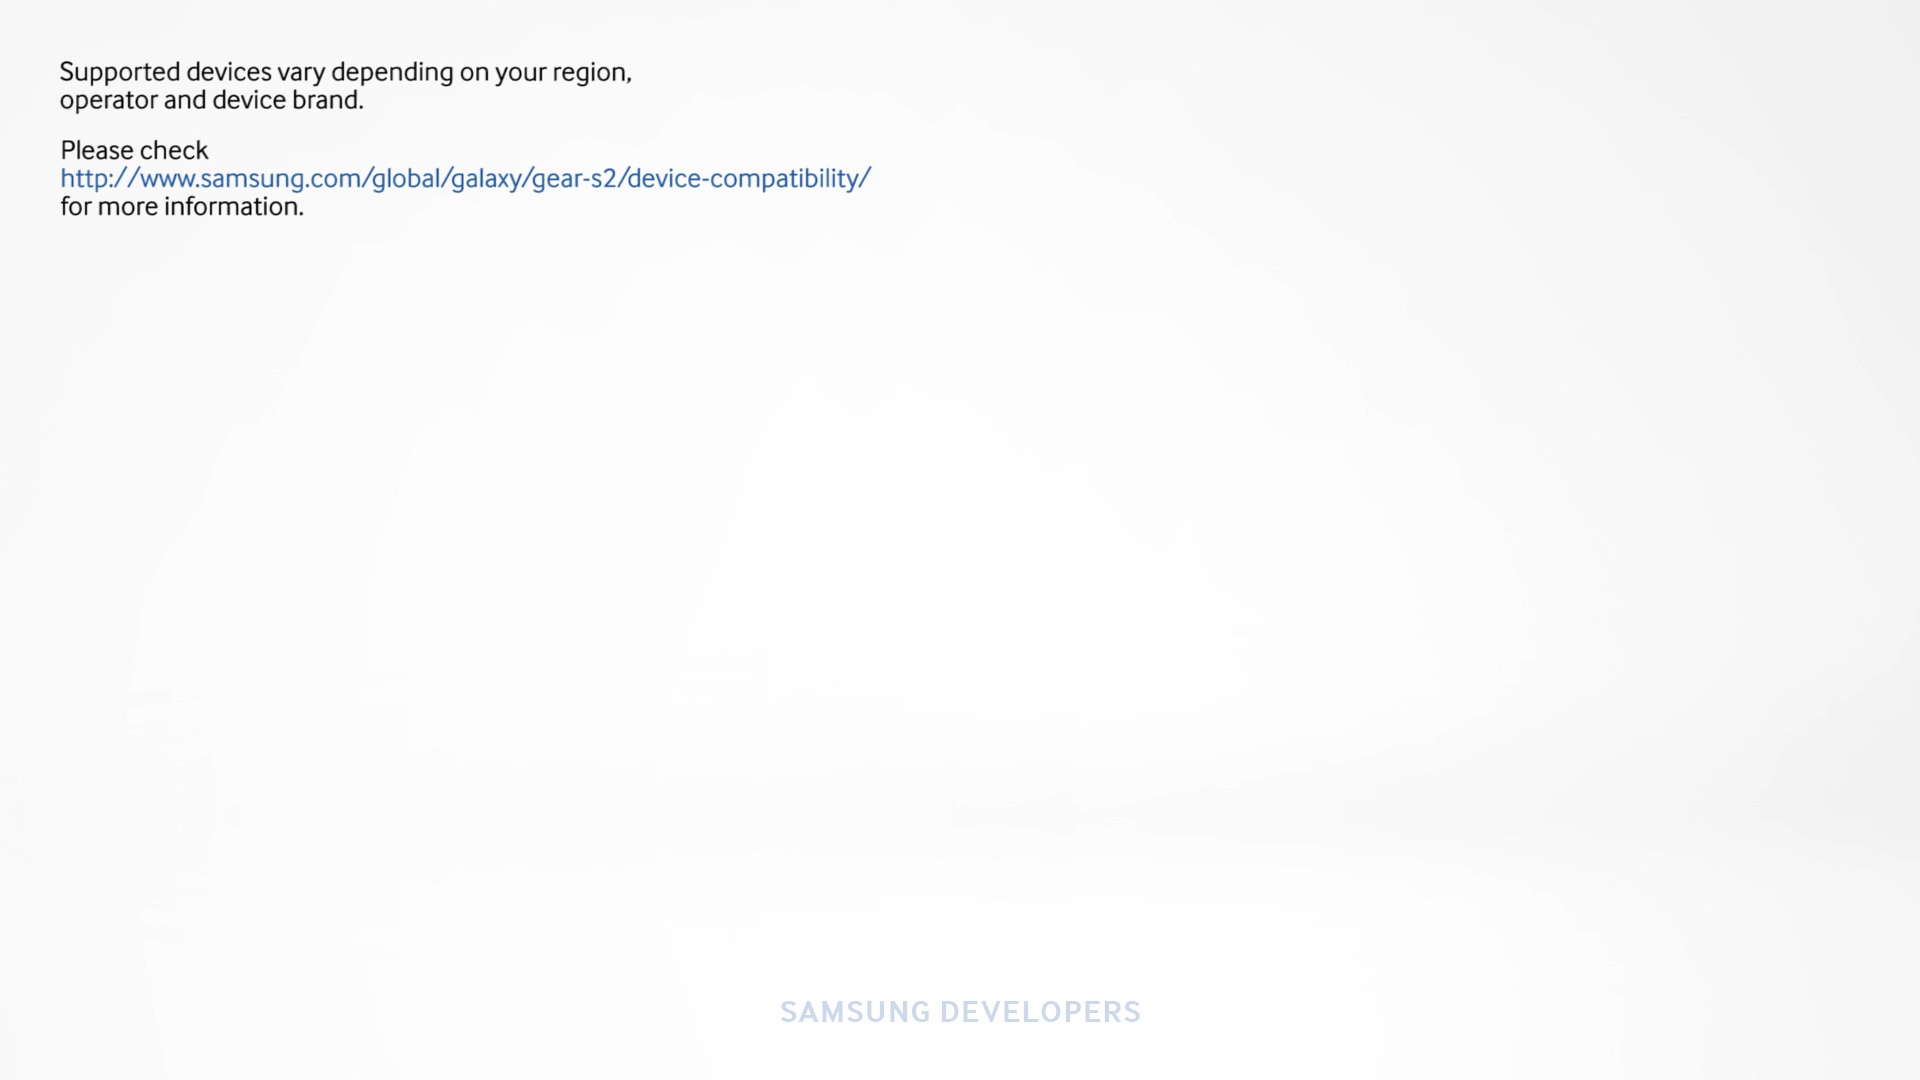 Supported devices vary depending on your region,
operator and device brand.
Please check
http://www.samsung.com/global/galaxy/gear-s2/device-compatibility/
for more information.
SAMSUNG DEVELOPERS